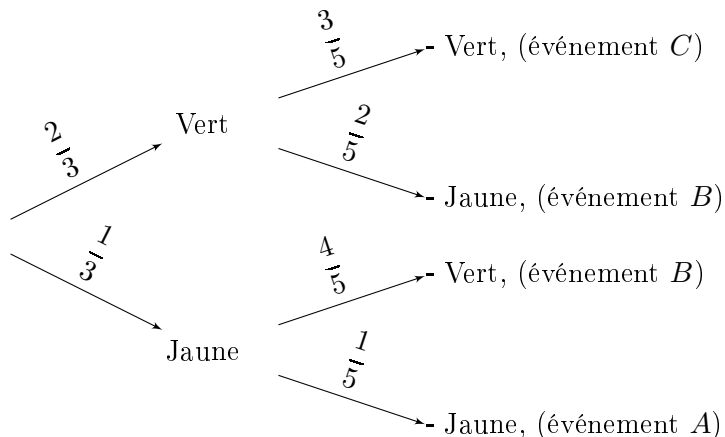 3/5
- Vert, (événement C)
2/3
Vert
2/5
- Jaune, (événement B)
1/3
4/5
- Vert, (événement B)
Jaune
1/5
- Jaune, (événement A)